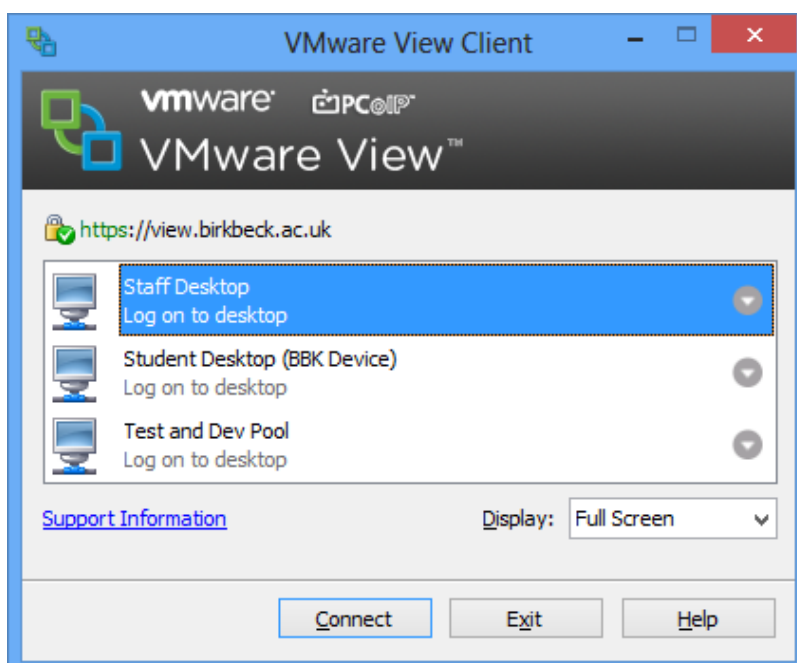 VMware View Client
vmware PCoIP
VMware View™
https://view.birkbeck.ac.uk
Staff Desktop
Log on to desktop
Student Desktop (BBK Device)
Log on to desktop
Test and Dev Pool
Log on to desktop
Support Information Display: Full Screen
Connect Exit Help